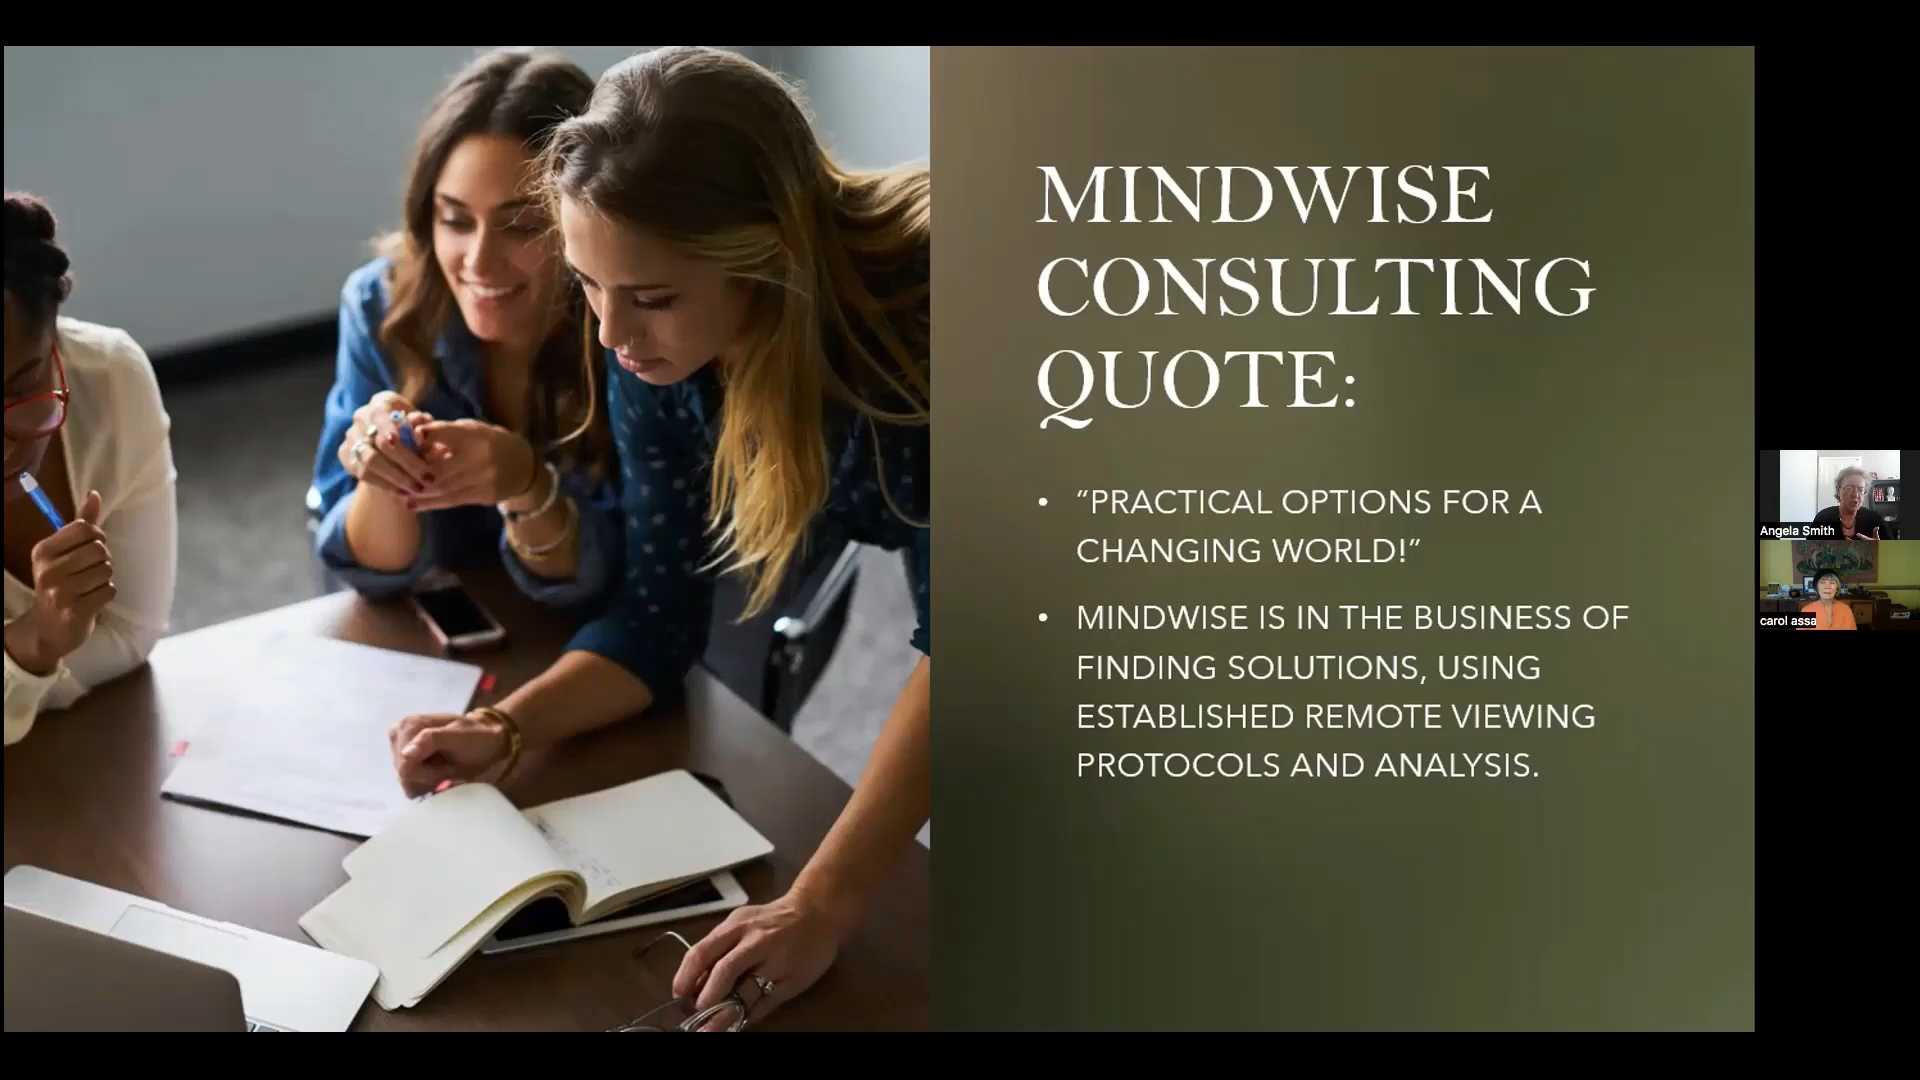 MINDWISE
CONSULTING
QUOTE:
• “PRACTICAL OPTIONS FOR A
CHANGING WORLD!”
• MINDWISE IS IN THE BUSINESS OF
FINDING SOLUTIONS, USING
ESTABLISHED REMOTE VIEWING
PROTOCOLS AND ANALYSIS.
Angela Smith
carol assa